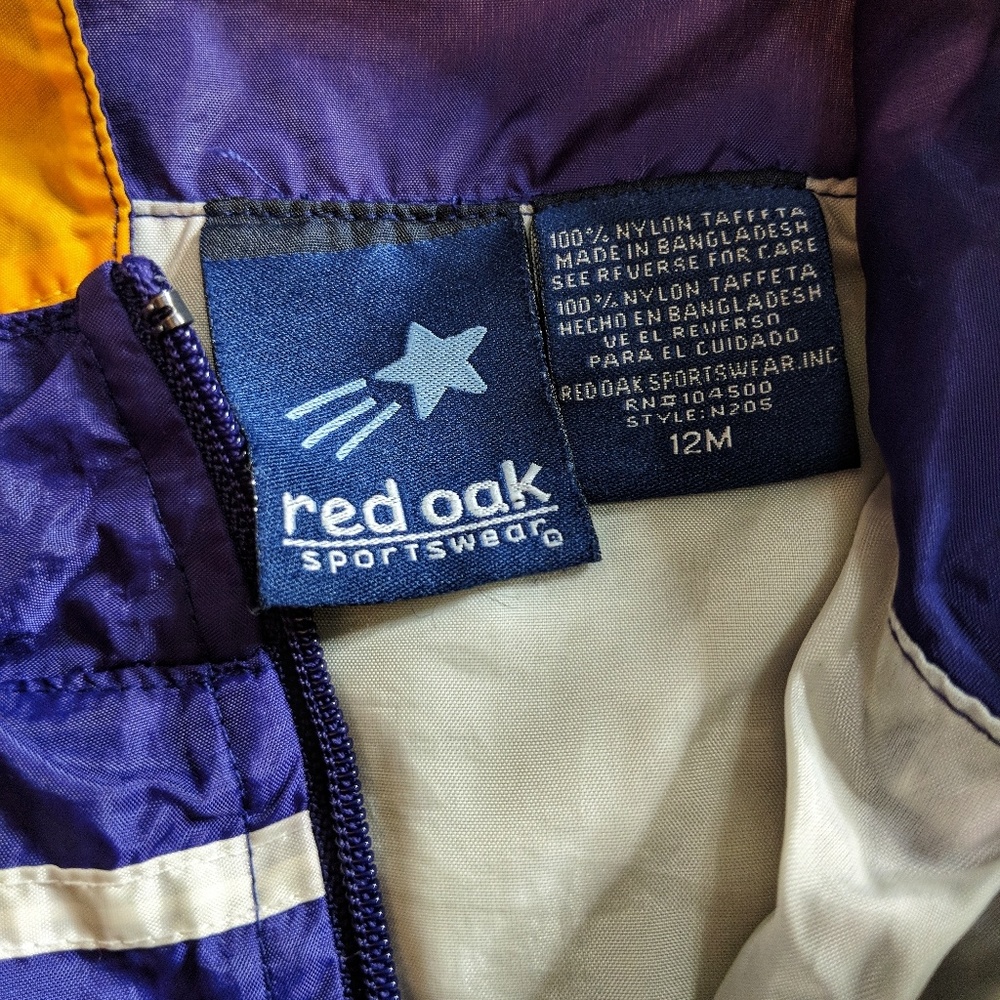 red oak
sportswear
100% NYLON TAFFETA
MADE IN BANGLADESH
SEE REVERSE FOR CARE
100% NYLON TAFFETA
HECHO EN BANGLADESH
VE EL REVERSO
PARA EL CUIDADO
RED OAK SPORTSWEAR.INC
RN#104500
STYLE:N205
12M